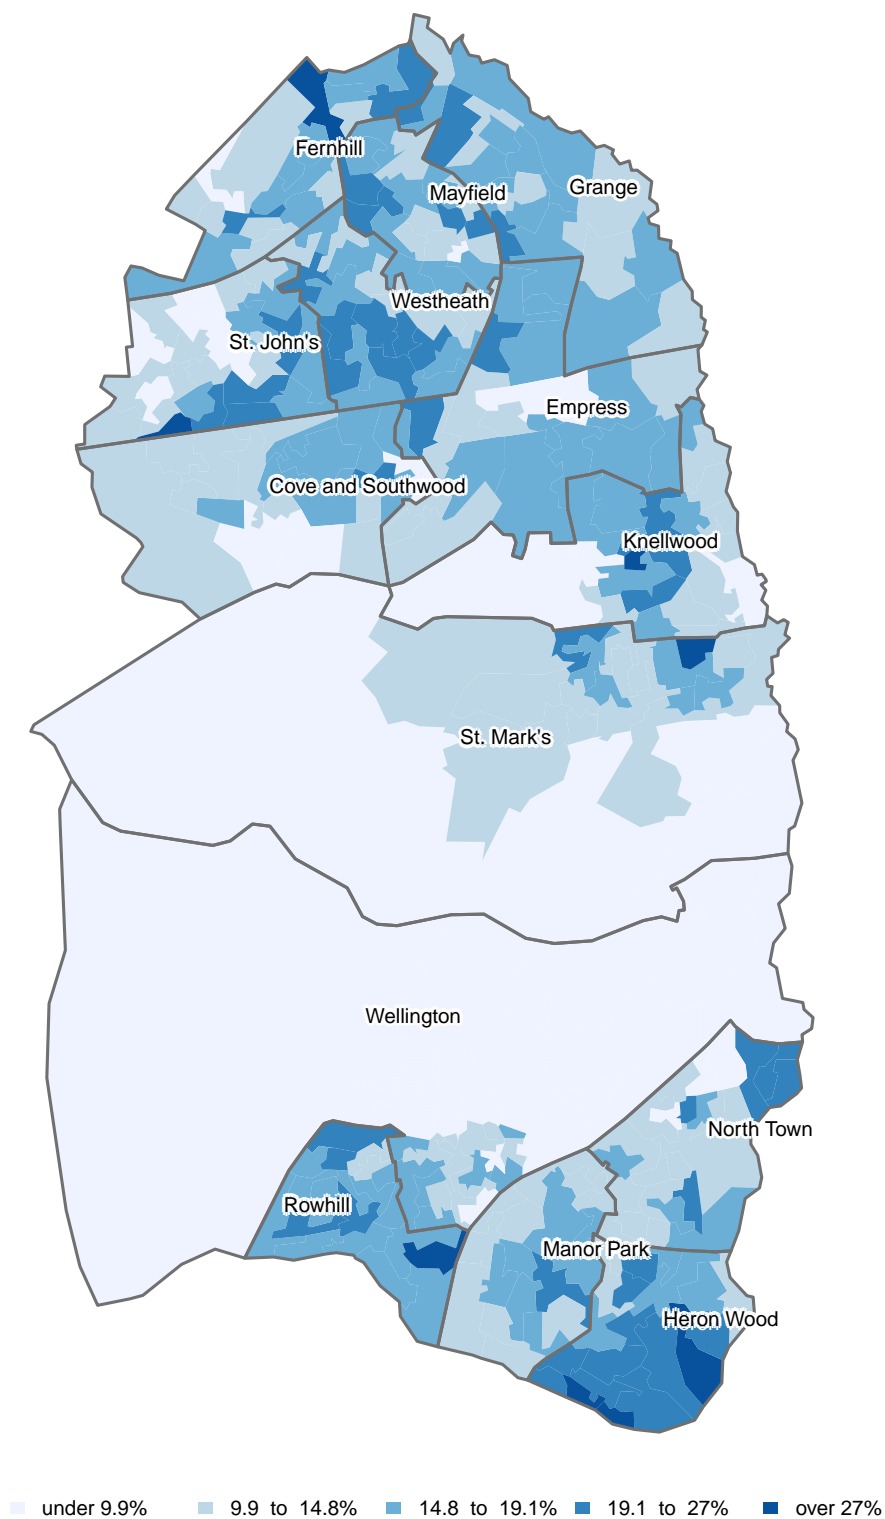 Fernhill
Mayfield
Grange
Westheath
St. John's
Empress
Cove and Southwood
Knellwood
St. Mark's
Wellington
North Town
Rowhill
Manor Park
Heron Wood
under 9.9% 9.9 to 14.8% 14.8 to 19.1% 19.1 to 27% over 27%